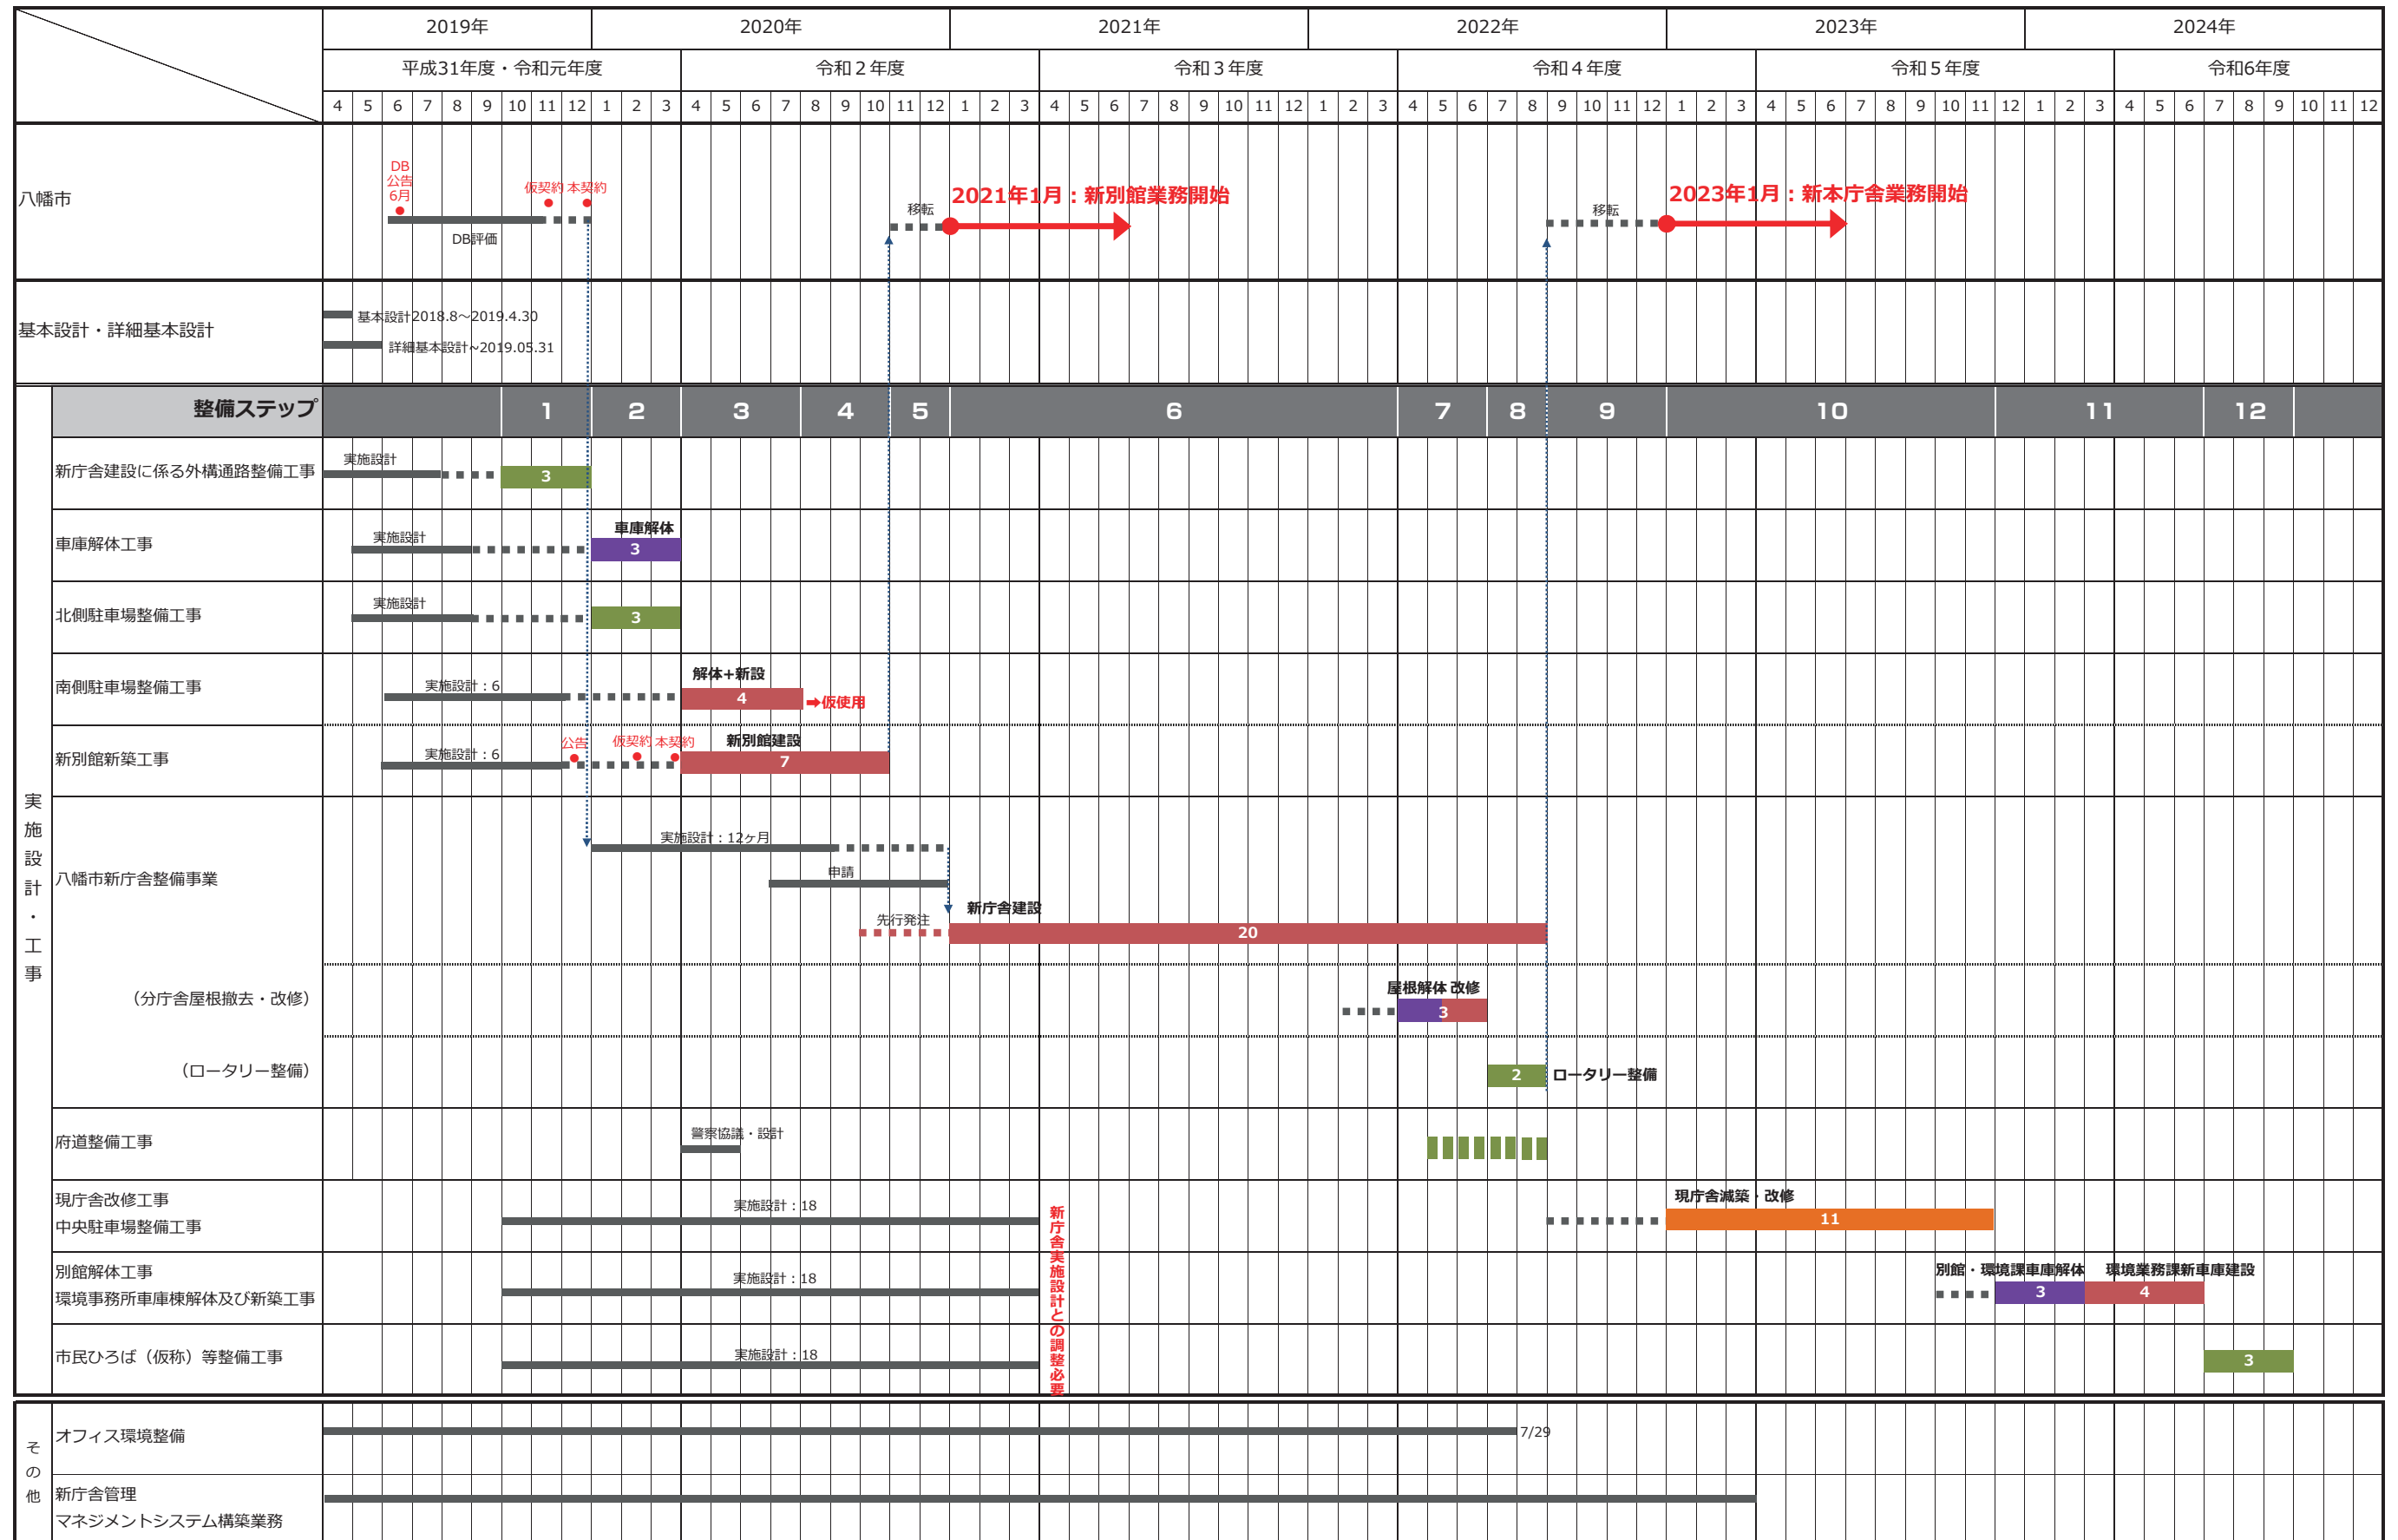 2019年 2020年 2021年 2022年 2023年 2024年
平成31年度・令和元年度 令和２年度 令和３年度 令和４年度 令和５年度 令和6年度
4 5 6 7 8 9 10 11 12 1 2 3 4 5 6 7 8 9 10 11 12 1 2 3 4 5 6 7 8 9 10 11 12 1 2 3 4 5 6 7 8 9 10 11 12 1 2 3 4 5 6 7 8 9 10 11 12 1 2 3 4 5 6 7 8 9 10 11 12
八幡市
DB
公告
6月
仮契約 本契約
DB評価
移転
2021年1月：新別館業務開始
移転
2023年1月：新本庁舎業務開始
基本設計・詳細基本設計
基本設計2018.8～2019.4.30
詳細基本設計~2019.05.31
実施設計・工事
整備ステップ 1 2 3 4 5 6 7 8 9 10 11 12
新庁舎建設に係る外構通路整備工事
実施設計
3
車庫解体工事
実施設計
車庫解体
3
北側駐車場整備工事
実施設計
3
南側駐車場整備工事
実施設計：6
解体+新設
4
➡仮使用
新別館新築工事
実施設計：6
公告
仮契約 本契約
新別館建設
7
八幡市新庁舎整備事業
実施設計：12ヶ月
申請
先行発注
新庁舎建設
20
（分庁舎屋根撤去・改修）
屋根解体 改修
3
（ロータリー整備）
2
ロータリー整備
府道整備工事
警察協議・設計
現庁舎改修工事
中央駐車場整備工事
実施設計：18
現庁舎減築・改修
11
別館解体工事
環境事務所車庫棟解体及び新築工事
実施設計：18
別館・環境課車庫解体
3
環境業務課新車庫建設
4
市民ひろば（仮称）等整備工事
実施設計：18
3
新庁舎実施設計との調整必要
その他
オフィス環境整備
7/29
新庁舎管理
マネジメントシステム構築業務